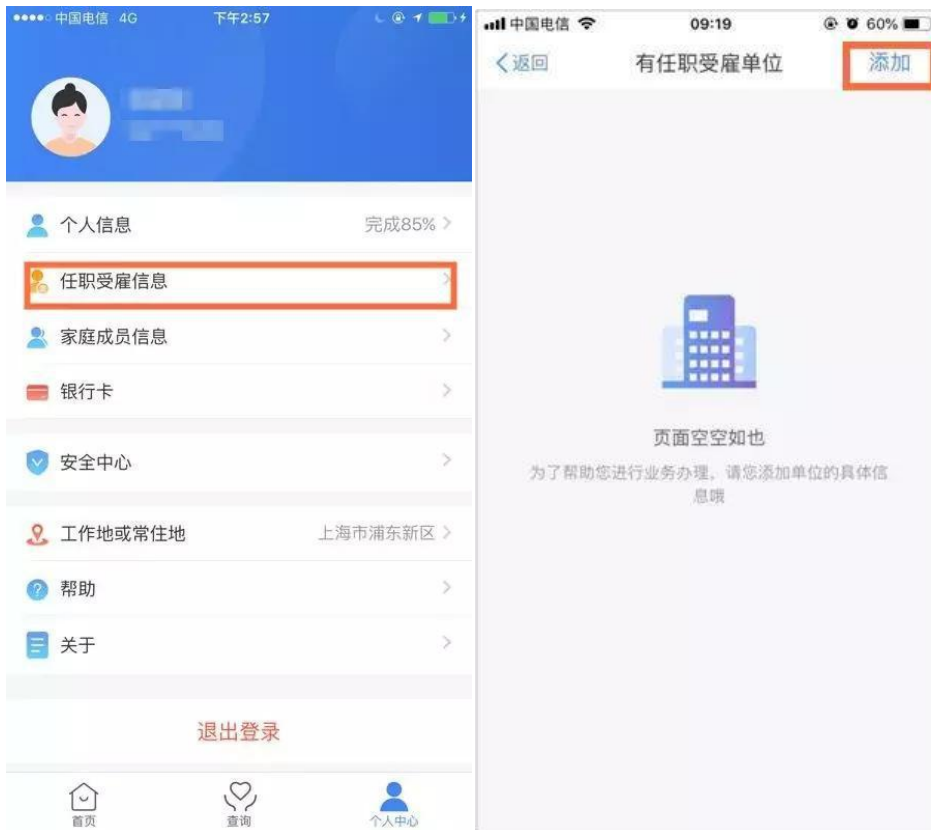 中国电信 4G 下午2:57
个人信息 完成85%
任职受雇信息
家庭成员信息
银行卡
安全中心
工作地或常住地 上海市浦东新区
帮助
关于
退出登录
首页 查询 个人中心
中国电信 09:19 60%
返回 有任职受雇单位 添加
页面空空如也
为了帮助您进行业务办理，请您添加单位的具体信
息哦